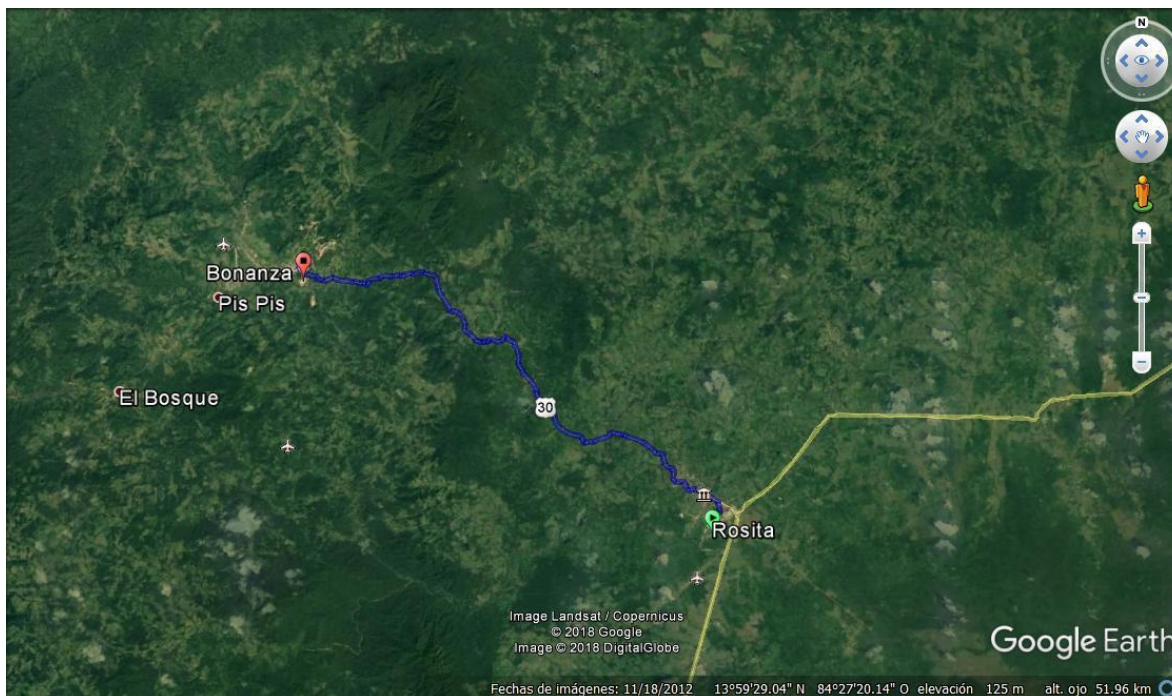 N
Bonanza
Pis Pis
El Bosque
30
Rosita
Image Landsat / Copernicus
© 2018 Google
Image © 2018 DigitalGlobe
Google Earth
Fechas de imágenes: 11/18/2012 13°59'29.04" N 84°27'20.14" O elevación 125 m alt. ojo 51.96 km